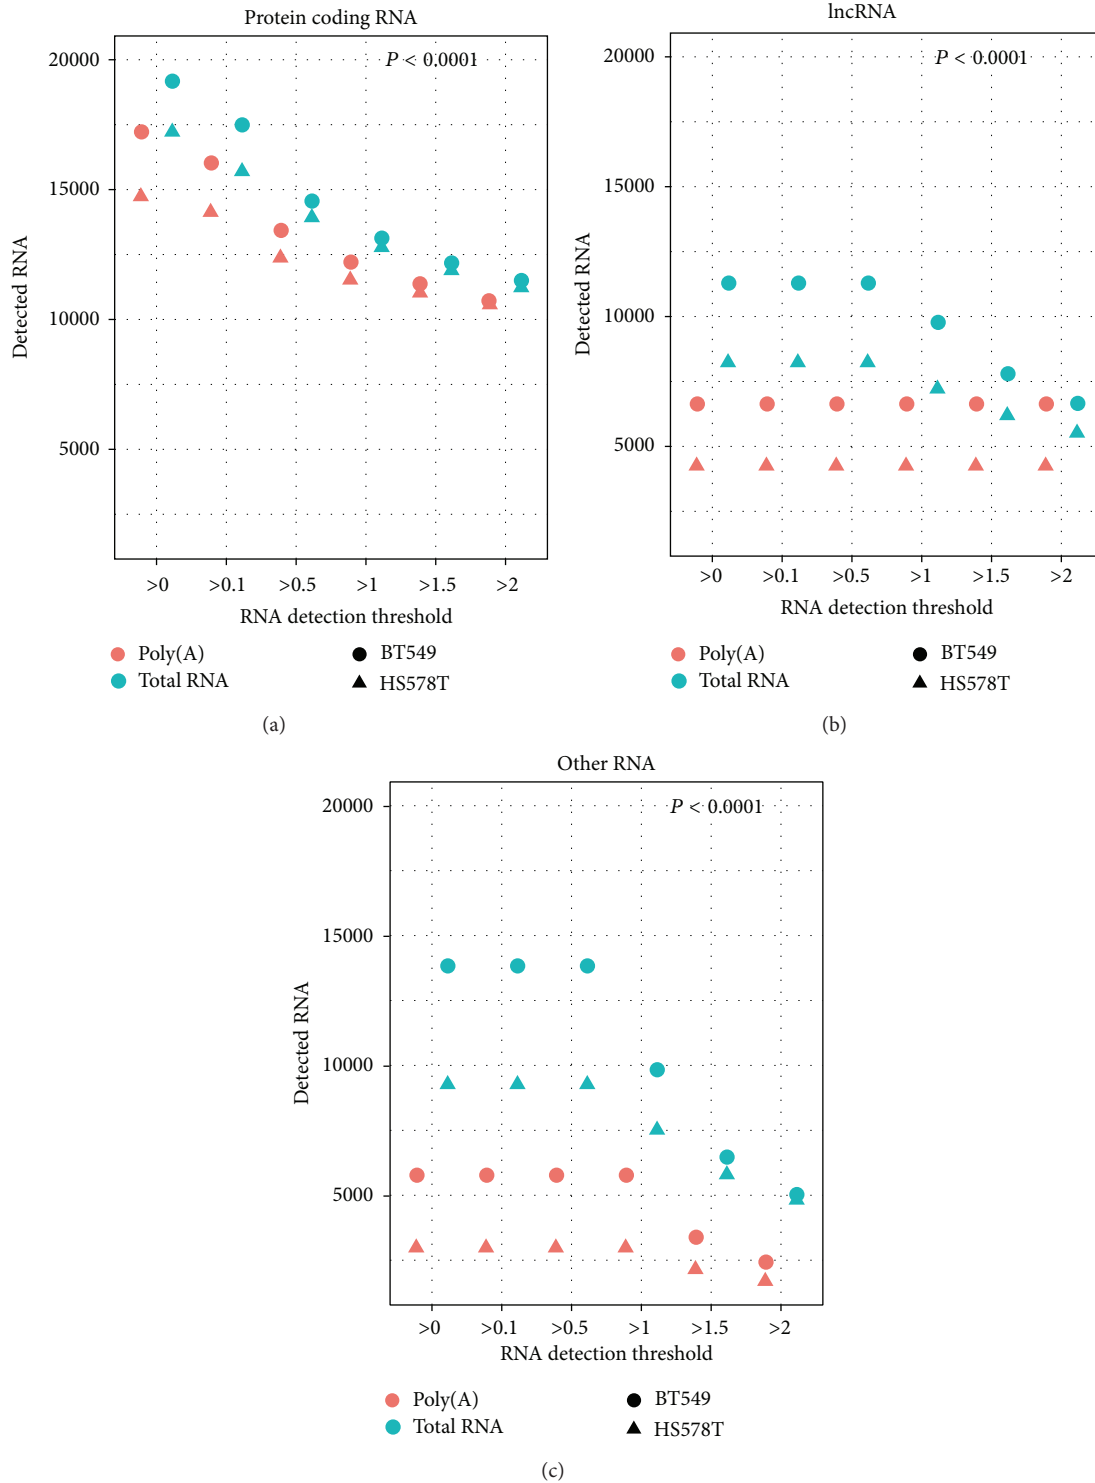 Protein coding RNA
P < 0.0001
20000
15000
10000
5000
Detected RNA
>0 >0.1 >0.5 >1 >1.5 >2
RNA detection threshold
Poly(A) BT549
Total RNA HS578T
(a)
lncRNA
P < 0.0001
20000
15000
10000
5000
Detected RNA
>0 >0.1 >0.5 >1 >1.5 >2
RNA detection threshold
Poly(A) BT549
Total RNA HS578T
(b)
Other RNA
P < 0.0001
20000
15000
10000
5000
Detected RNA
>0 >0.1 >0.5 >1 >1.5 >2
RNA detection threshold
Poly(A) BT549
Total RNA HS578T
(c)